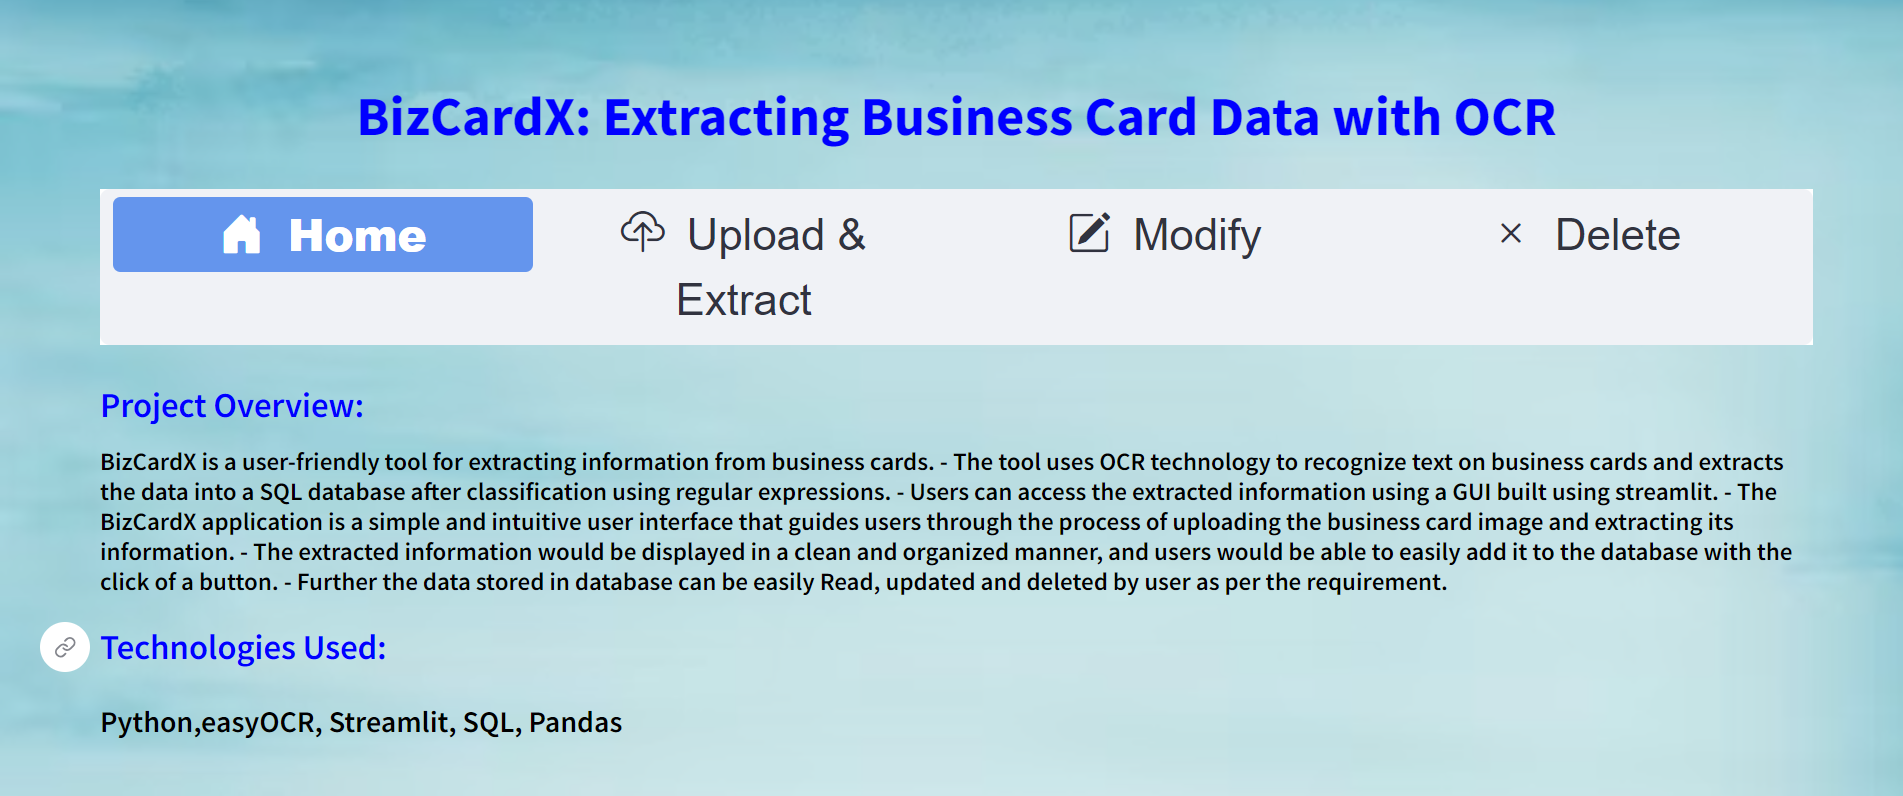 BizCardX: Extracting Business Card Data with OCR
Home
Upload &
Extract
Modify
Delete
Project Overview:
BizCardX is a user-friendly tool for extracting information from business cards. - The tool uses OCR technology to recognize text on business cards and extracts
the data into a SQL database after classification using regular expressions. - Users can access the extracted information using a GUI built using streamlit. - The
BizCardX application is a simple and intuitive user interface that guides users through the process of uploading the business card image and extracting its
information. - The extracted information would be displayed in a clean and organized manner, and users would be able to easily add it to the database with the
click of a button. - Further the data stored in database can be easily Read, updated and deleted by user as per the requirement.
Technologies Used:
Python,easyOCR, Streamlit, SQL, Pandas